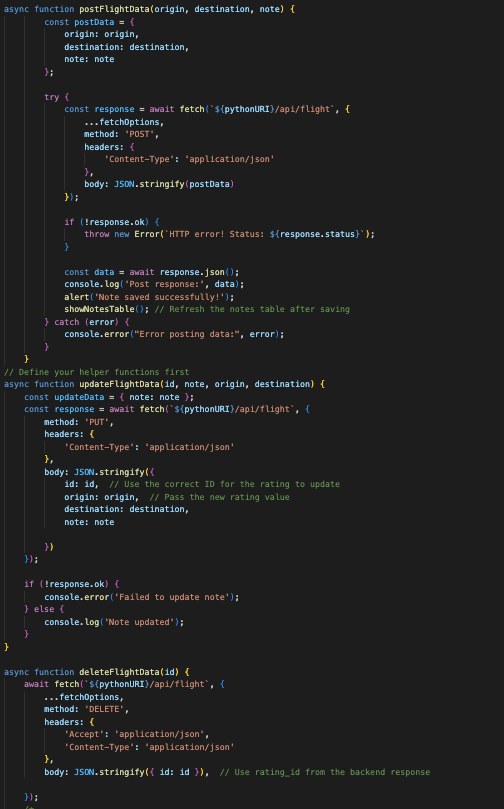 async function postFlightData(origin, destination, note) {
const postData = {
origin: origin,
destination: destination,
note: note
};
try {
const response = await fetch(`${pythonURI}/api/flight`, {
...fetchOptions,
method: 'POST',
headers: {
'Content-Type': 'application/json'
},
body: JSON.stringify(postData)
});
if (!response.ok) {
throw new Error(`HTTP error! Status: ${response.status}`);
}
const data = await response.json();
console.log('Post response:', data);
alert('Note saved successfully!');
showNotesTable(); // Refresh the notes table after saving
} catch (error) {
console.error("Error posting data:", error);
}
}
// Define your helper functions first
async function updateFlightData(id, note, origin, destination) {
const updateData = { note: note };
const response = await fetch(`${pythonURI}/api/flight`, {
method: 'PUT',
headers: {
'Content-Type': 'application/json'
},
body: JSON.stringify({
id: id, // Use the correct ID for the rating to update
origin: origin, // Pass the new rating value
destination: destination,
note: note
})
});
if (!response.ok) {
console.error('Failed to update note');
} else {
console.log('Note updated');
}
}
async function deleteFlightData(id) {
await fetch(`${pythonURI}/api/flight`, {
...fetchOptions,
method: 'DELETE',
headers: {
'Accept': 'application/json',
'Content-Type': 'application/json'
},
body: JSON.stringify({ id: id }), // Use rating_id from the backend response
});